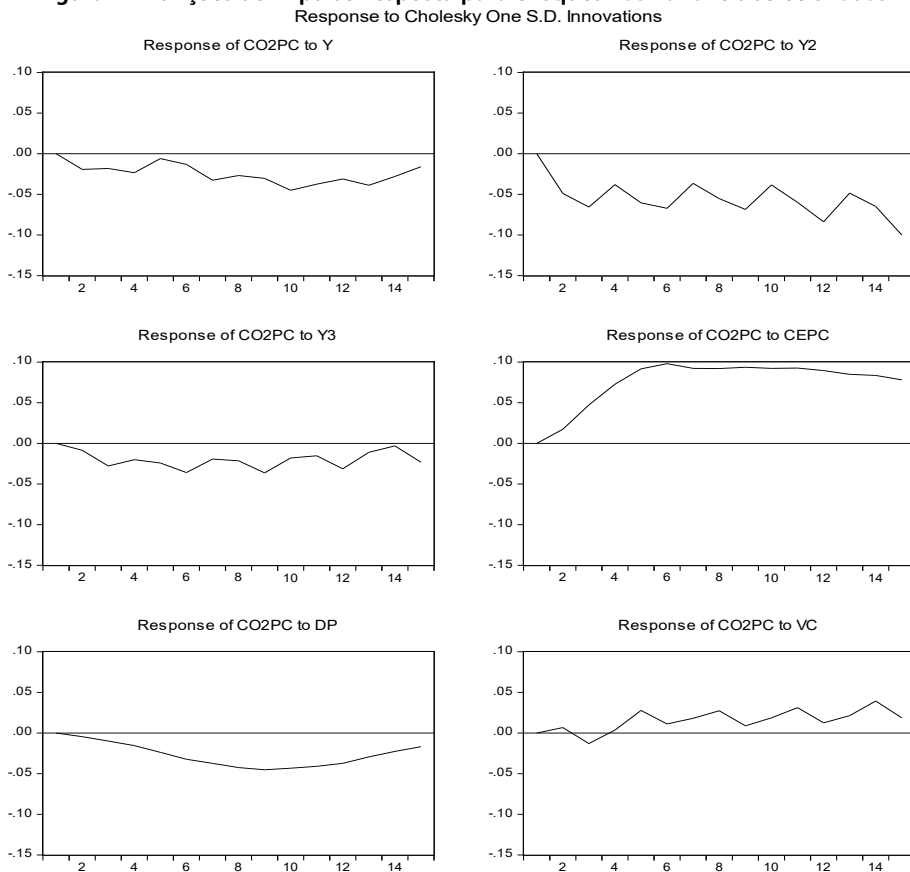 Response to Cholesky One S.D. Innovations
Response of CO2PC to Y
.10
.05
.00
-.05
-.10
-.15
2 4 6 8 10 12 14
Response of CO2PC to Y2
.10
.05
.00
-.05
-.10
-.15
2 4 6 8 10 12 14
Response of CO2PC to Y3
.10
.05
.00
-.05
-.10
-.15
2 4 6 8 10 12 14
Response of CO2PC to CEPC
.10
.05
.00
-.05
-.10
-.15
2 4 6 8 10 12 14
Response of CO2PC to DP
.10
.05
.00
-.05
-.10
-.15
2 4 6 8 10 12 14
Response of CO2PC to VC
.10
.05
.00
-.05
-.10
-.15
2 4 6 8 10 12 14